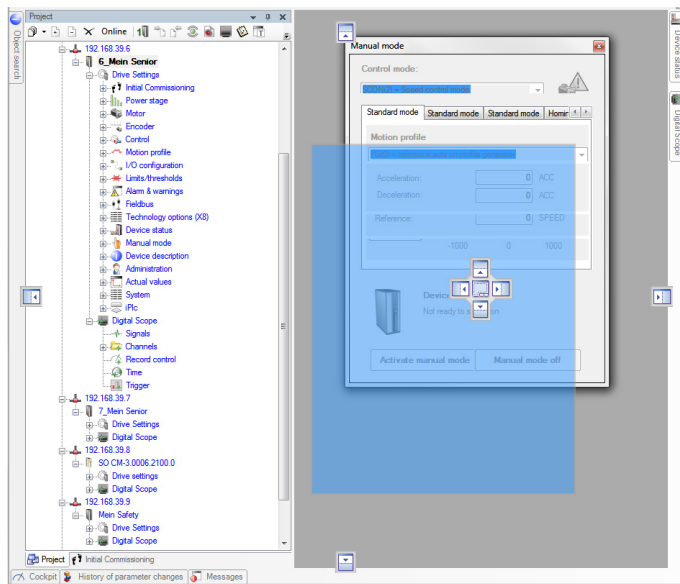 Project
Online
Object search
192.168.39.6
6_Mein Senior
Drive Settings
Initial Commissioning
Power stage
Motor
Encoder
Control
Motion profile
I/O configuration
Limits/thresholds
Alarm & warnings
Fieldbus
Technology options (X8)
Device status
Manual mode
Device description
Administration
Actual values
System
iPlc
Digital Scope
Signals
Channels
Record control
Time
Trigger
192.168.39.7
7_Mein Senior
Drive Settings
Digital Scope
192.168.39.8
SO CM-3.0006.2100.0
Drive settings
Digital Scope
192.168.39.9
Mein Safety
Drive Settings
Digital Scope
Project
Initial Commissioning
Cockpit
History of parameter changes
Messages
Manual mode
Control mode:
Speed control mode
Standard mode Standard mode Standard mode Homin
Motion profile
Acceleration: 0 ACC
Deceleration: 0 ACC
Reference: 0 SPEED
-1000 0 1000
Not ready to
Activate manual mode
Manual mode off
Device status
Digital Scope